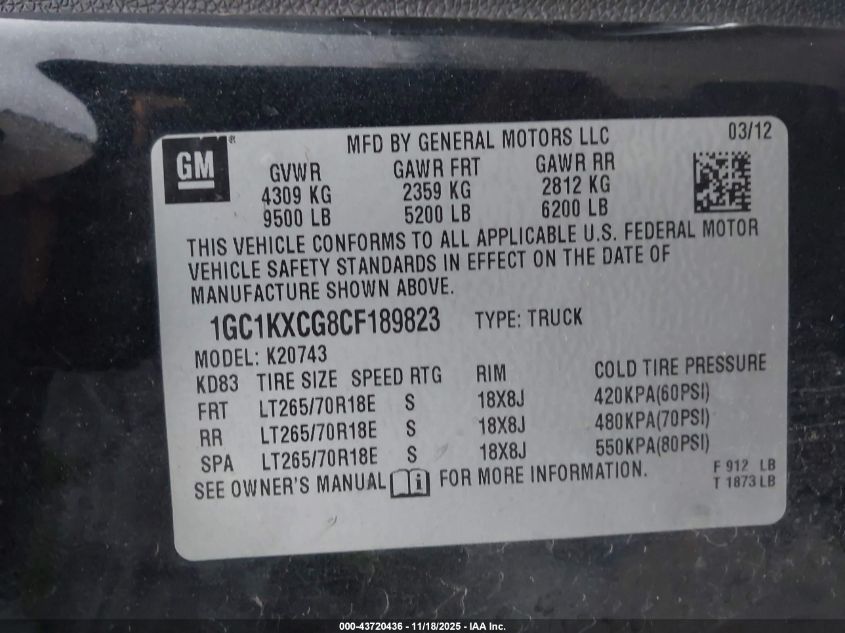 GM®
MFD BY GENERAL MOTORS LLC 03/12
GVWR GAWR FRT GAWR RR
4309 KG 2359 KG 2812 KG
9500 LB 5200 LB 6200 LB
THIS VEHICLE CONFORMS TO ALL APPLICABLE U.S. FEDERAL MOTOR
VEHICLE SAFETY STANDARDS IN EFFECT ON THE DATE OF
MANUFACTURE SHOWN ABOVE.
1GC1KXCG8CF189823 TYPE: TRUCK
MODEL: K20743
KD83 TIRE SIZE SPEED RTG RIM COLD TIRE PRESSURE
FRT LT265/70R18E S 18X8J 420KPA(60PSI)
RR LT265/70R18E S 18X8J 480KPA(70PSI)
SPA LT265/70R18E S 18X8J 550KPA(80PSI)
SEE OWNER'S MANUAL i FOR MORE INFORMATION.
F 912 LB
T 1873 LB
000-43720436 - 11/18/2025 - IAA Inc.